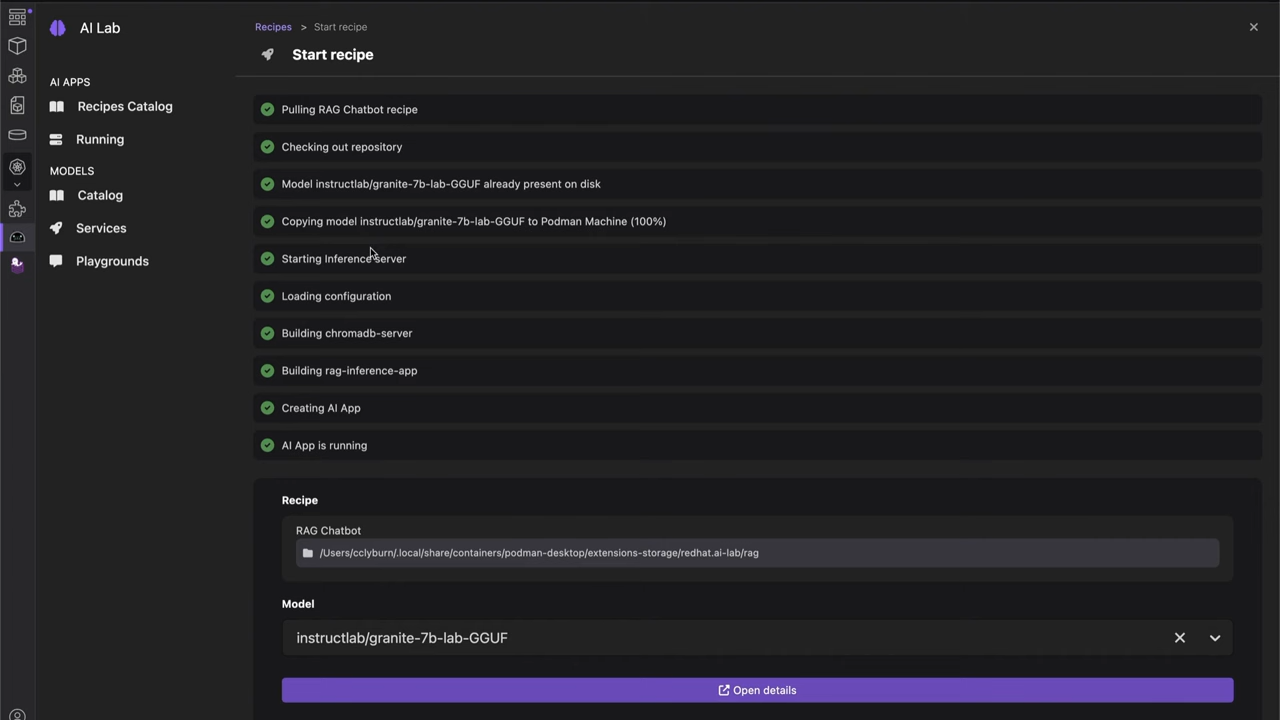 AI Lab
AI APPS
Recipes Catalog
Running
MODELS
Catalog
Services
Playgrounds
Recipes > Start recipe
Start recipe
Pulling RAG Chatbot recipe
Checking out repository
Model instructlab/granite-7b-lab-GGUF already present on disk
Copying model instructlab/granite-7b-lab-GGUF to Podman Machine (100%)
Starting Inference server
Loading configuration
Building chromadb-server
Building rag-inference-app
Creating AI App
AI App is running
Recipe
RAG Chatbot
/Users/cclyburn/.local/share/containers/podman-desktop/extensions-storage/redhat.ai-lab/rag
Model
instructlab/granite-7b-lab-GGUF
Open details